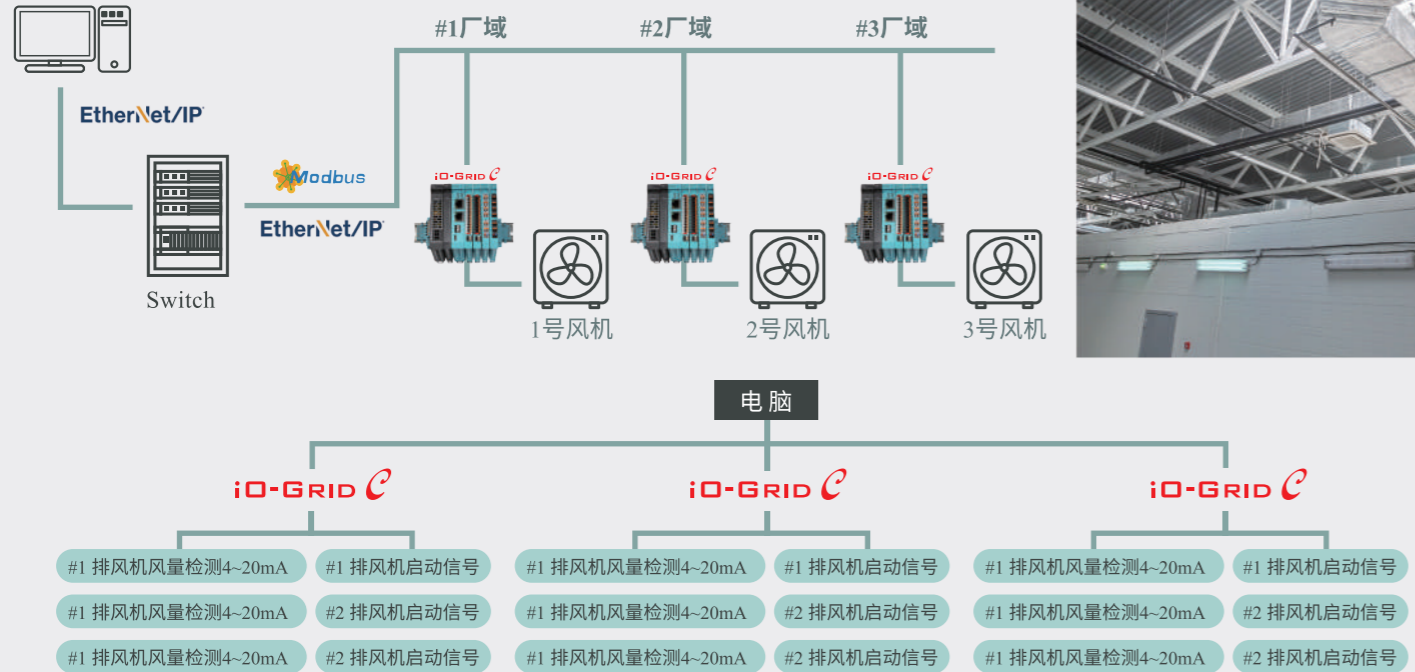 #1厂域
#2厂域
#3厂域
EtherNet/IP
Modbus
EtherNet/IP
Switch
iO-GRID C
iO-GRID C
iO-GRID C
1号风机
2号风机
3号风机
电脑
iO-GRID C
iO-GRID C
iO-GRID C
#1 排风机风量检测4~20mA
#1 排风机启动信号
#1 排风机风量检测4~20mA
#1 排风机启动信号
#1 排风机风量检测4~20mA
#1 排风机启动信号
#1 排风机风量检测4~20mA
#2 排风机启动信号
#1 排风机风量检测4~20mA
#2 排风机启动信号
#1 排风机风量检测4~20mA
#2 排风机启动信号
#1 排风机风量检测4~20mA
#2 排风机启动信号
#1 排风机风量检测4~20mA
#2 排风机启动信号
#1 排风机风量检测4~20mA
#2 排风机启动信号